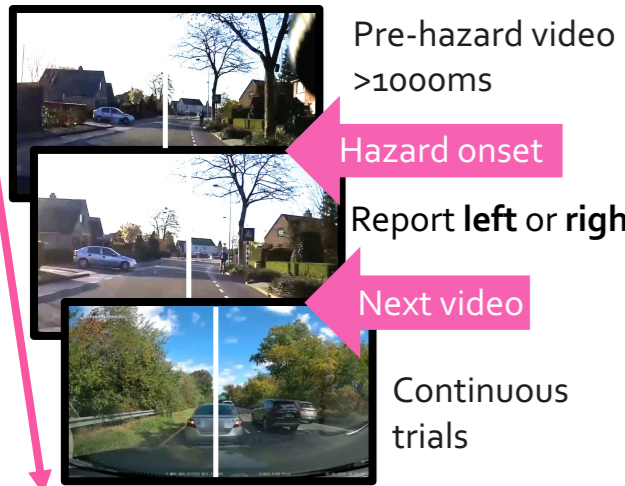 Pre-hazard video
>1000ms
Hazard onset
Report left or righ
Next video
Continuous
trials